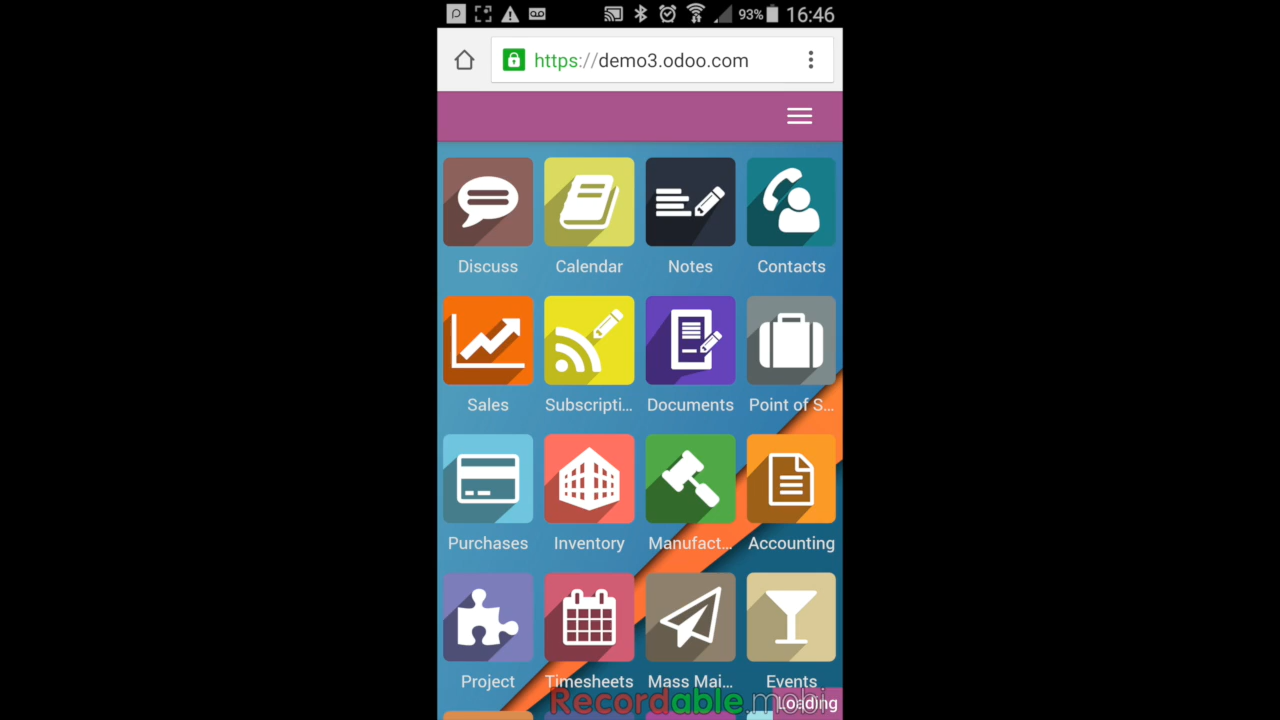 93% 16:46
https://demo3.odoo.com
Discuss Calendar Notes Contacts
Sales Subscripti... Documents Point of S...
Purchases Inventory Manufact... Accounting
Project Timesheets Mass Mai... Events
Recordable.mobi Loading